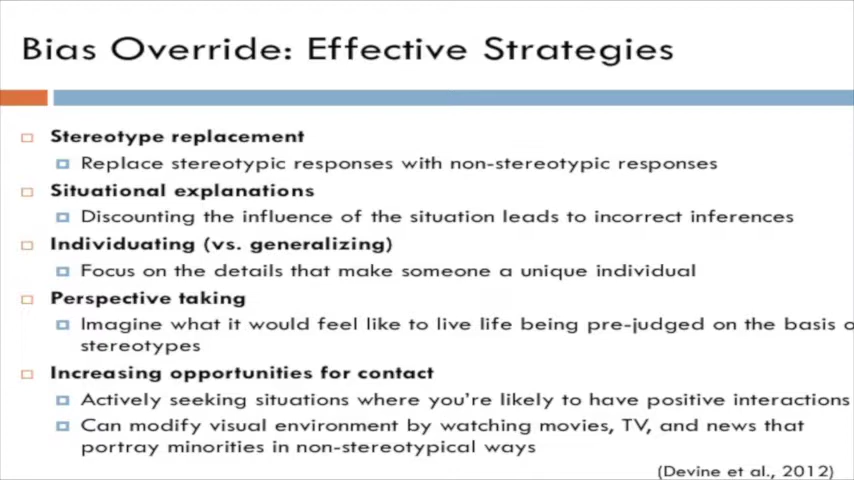 Bias Override: Effective Strategies
Stereotype replacement
Replace stereotypic responses with non-stereotypic responses
Situational explanations
Discounting the influence of the situation leads to incorrect inferences
Individuating (vs. generalizing)
Focus on the details that make someone a unique individual
Perspective taking
Imagine what it would feel like to live life being pre-judged on the basis o
stereotypes
Increasing opportunities for contact
Actively seeking situations where you're likely to have positive interactions
Can modify visual environment by watching movies, TV, and news that
portray minorities in non-stereotypical ways
(Devine et al., 2012)